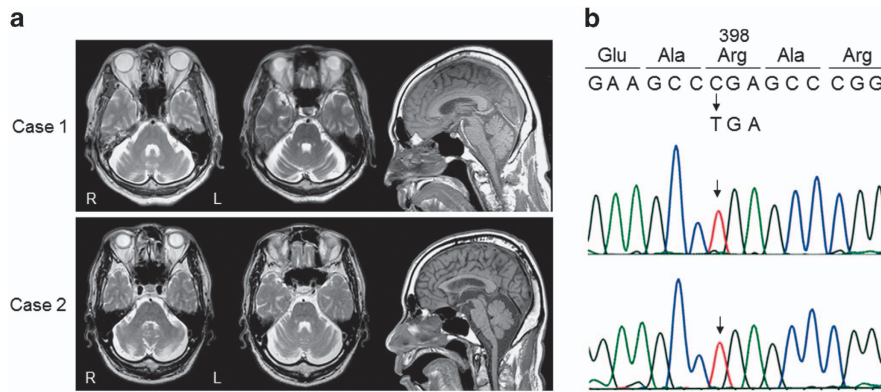 a
Case 1
R
L
Case 2
R
L
b
398
Glu Ala Arg Ala Arg
G A A G C C C G A G C C C G G
T G A